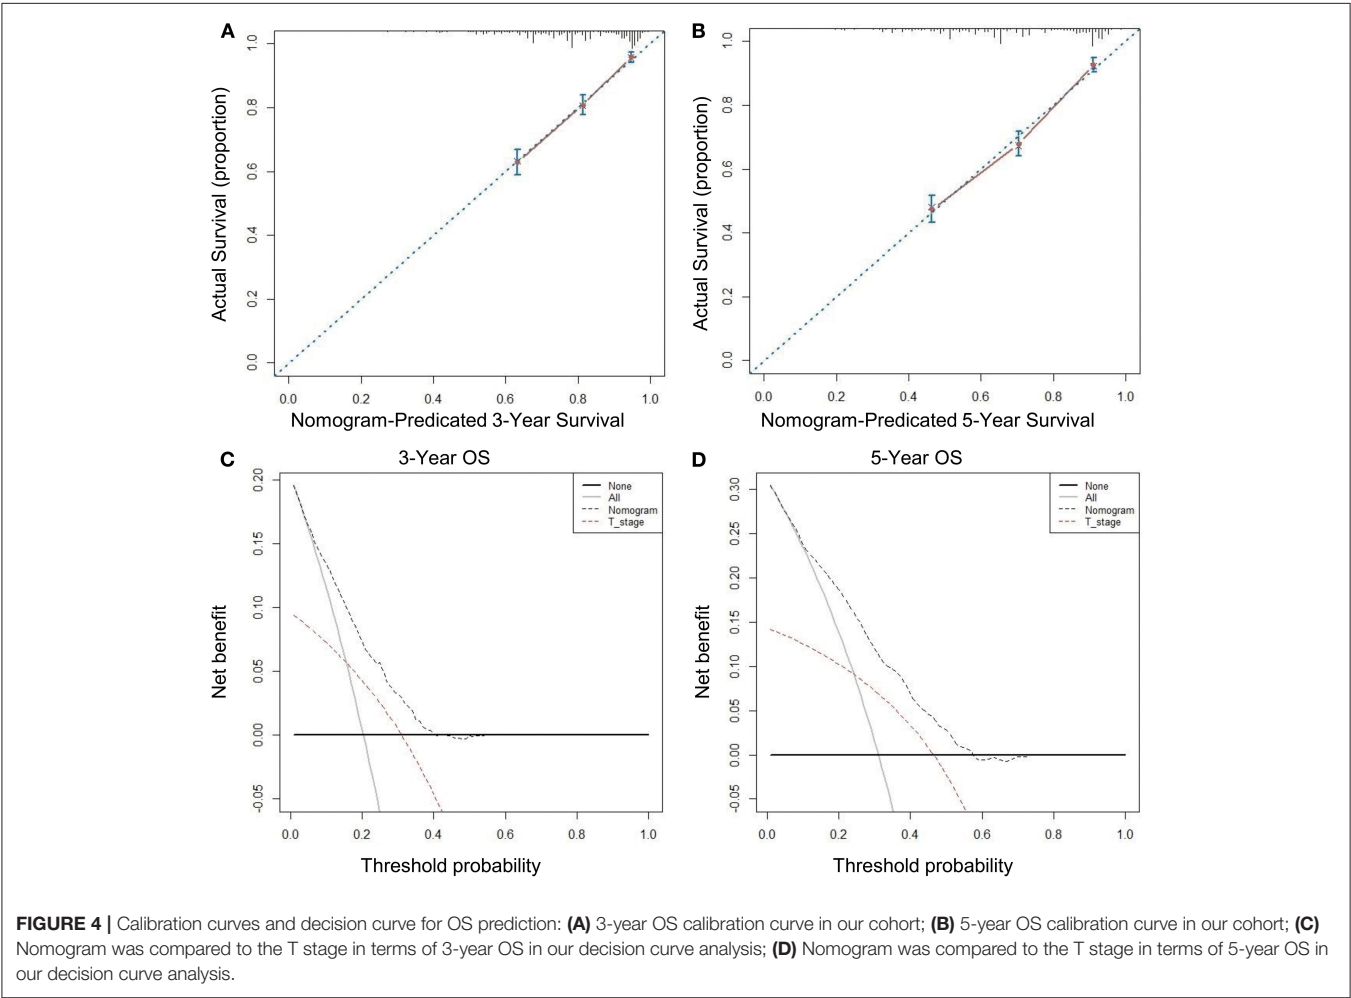 A
B
1.0
0.8
0.6
0.4
0.2
0.0
Actual Survival (proportion)
0.0 0.2 0.4 0.6 0.8 1.0
Nomogram-Predicated 3-Year Survival
1.0
0.8
0.6
0.4
0.2
0.0
Actual Survival (proportion)
0.0 0.2 0.4 0.6 0.8 1.0
Nomogram-Predicated 5-Year Survival
C
3-Year OS
None
All
Nomogram
T_stage
0.20
0.15
0.10
0.05
0.00
-0.05
Net benefit
0.0 0.2 0.4 0.6 0.8 1.0
Threshold probability
D
5-Year OS
None
All
Nomogram
T_stage
0.30
0.25
0.20
0.15
0.10
0.05
0.00
-0.05
Net benefit
0.0 0.2 0.4 0.6 0.8 1.0
Threshold probability
FIGURE 4 | Calibration curves and decision curve for OS prediction: (A) 3-year OS calibration curve in our cohort; (B) 5-year OS calibration curve in our cohort; (C)
Nomogram was compared to the T stage in terms of 3-year OS in our decision curve analysis; (D) Nomogram was compared to the T stage in terms of 5-year OS in
our decision curve analysis.